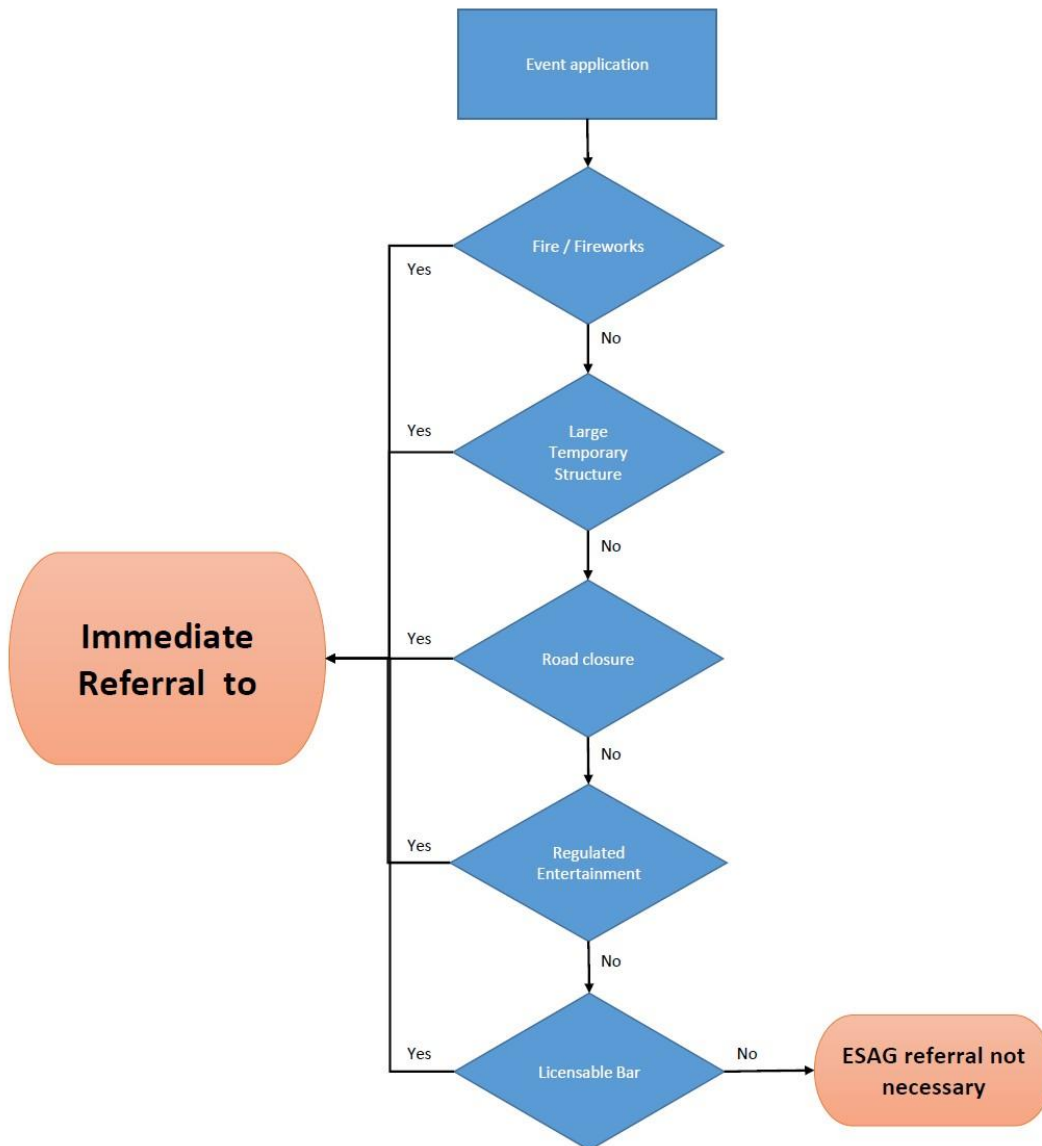 Event application
Fire / Fireworks
Yes
No
Large
Temporary
Structure
Yes
No
Immediate
Referral to
Road closure
Yes
No
Regulated
Entertainment
Yes
No
Licensable Bar
Yes
No
ESAG referral not
necessary